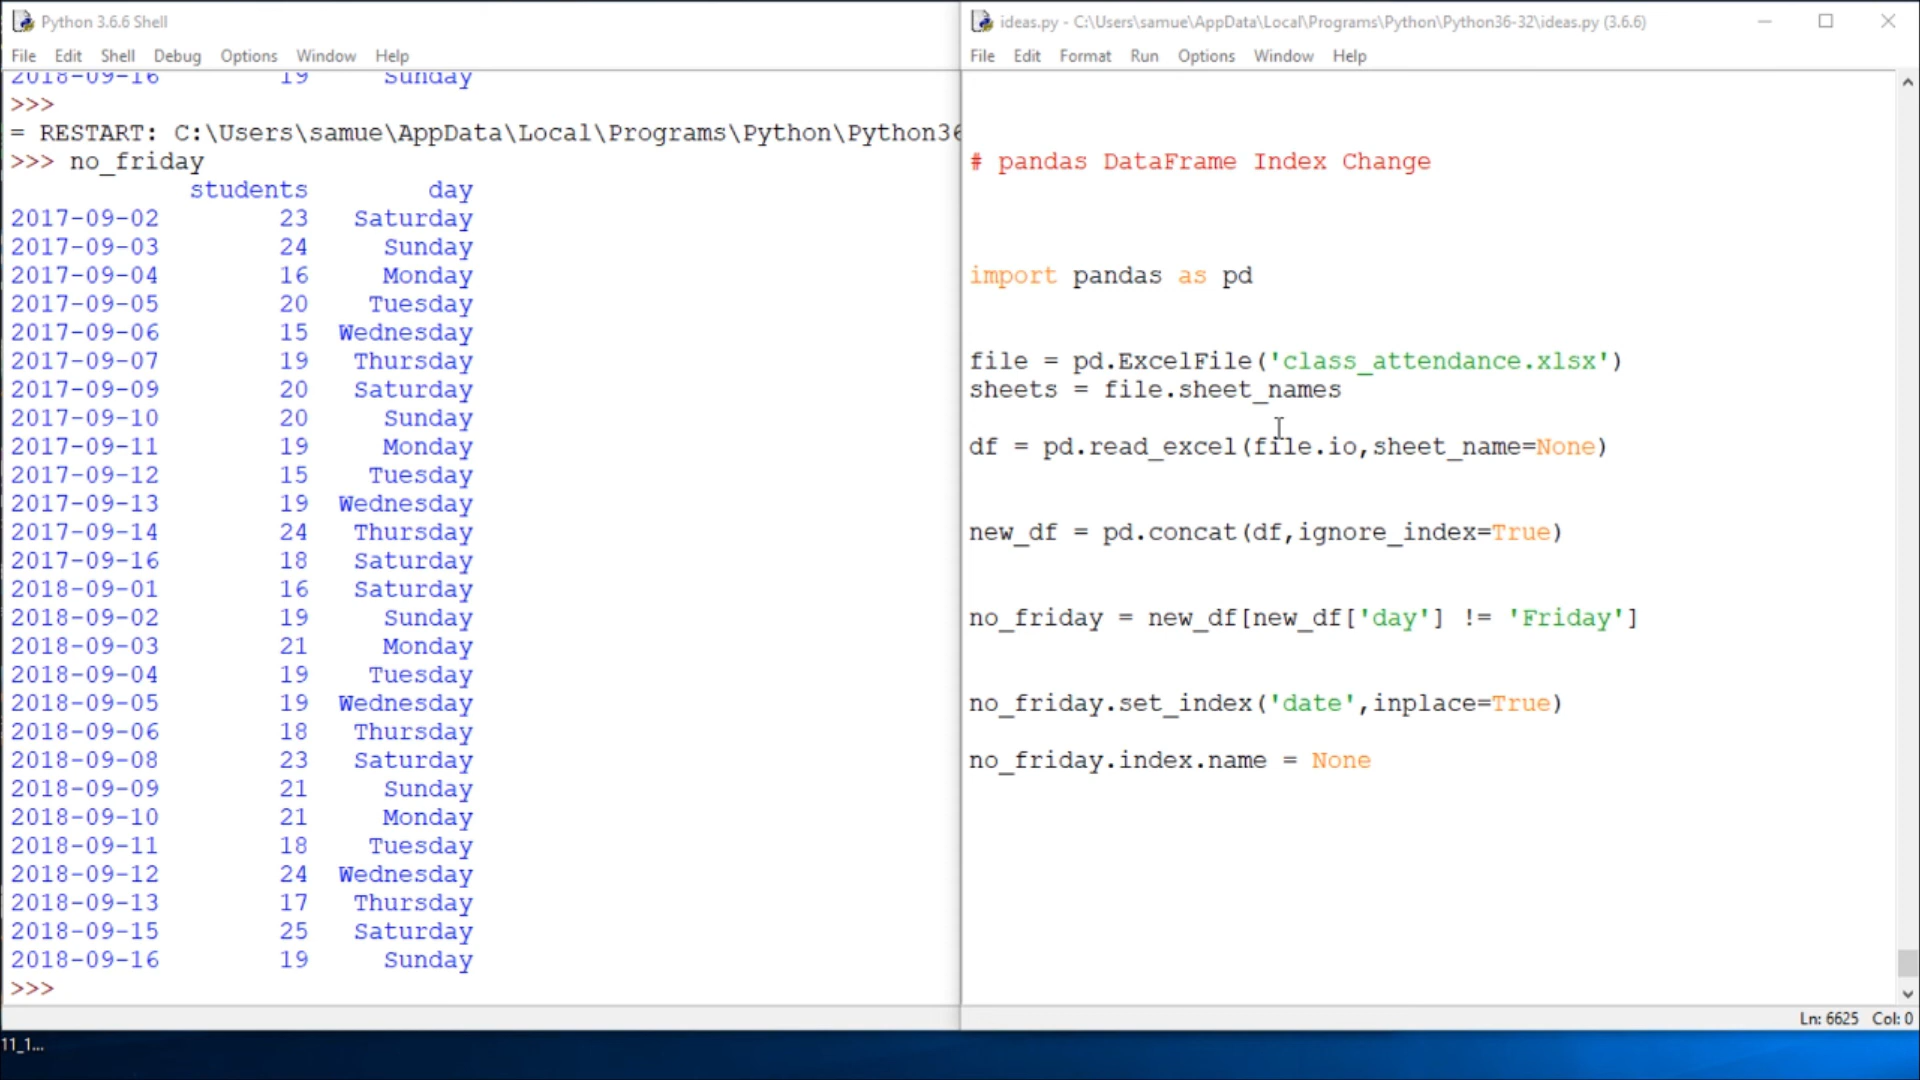 Python 3.6.6 Shell
File Edit Shell Debug Options Window Help
2018-09-16 19 Sunday
>>>
= RESTART: C:\Users\samue\AppData\Local\Programs\Python\Python36
>>> no_friday
students day
2017-09-02 23 Saturday
2017-09-03 24 Sunday
2017-09-04 16 Monday
2017-09-05 20 Tuesday
2017-09-06 15 Wednesday
2017-09-07 19 Thursday
2017-09-09 20 Saturday
2017-09-10 20 Sunday
2017-09-11 19 Monday
2017-09-12 15 Tuesday
2017-09-13 19 Wednesday
2017-09-14 24 Thursday
2017-09-16 18 Saturday
2018-09-01 16 Saturday
2018-09-02 19 Sunday
2018-09-03 21 Monday
2018-09-04 19 Tuesday
2018-09-05 19 Wednesday
2018-09-06 18 Thursday
2018-09-08 23 Saturday
2018-09-09 21 Sunday
2018-09-10 21 Monday
2018-09-11 18 Tuesday
2018-09-12 24 Wednesday
2018-09-13 17 Thursday
2018-09-15 25 Saturday
2018-09-16 19 Sunday
>>>
ideas.py - C:\Users\samue\AppData\Local\Programs\Python\Python36-32\ideas.py (3.6.6)
File Edit Format Run Options Window Help
# pandas DataFrame Index Change
import pandas as pd
file = pd.ExcelFile('class_attendance.xlsx')
sheets = file.sheet_names
df = pd.read_excel(file.io,sheet_name=None)
new_df = pd.concat(df,ignore_index=True)
no_friday = new_df[new_df['day'] != 'Friday']
no_friday.set_index('date',inplace=True)
no_friday.index.name = None
Ln: 6625 Col: 0
11_1...